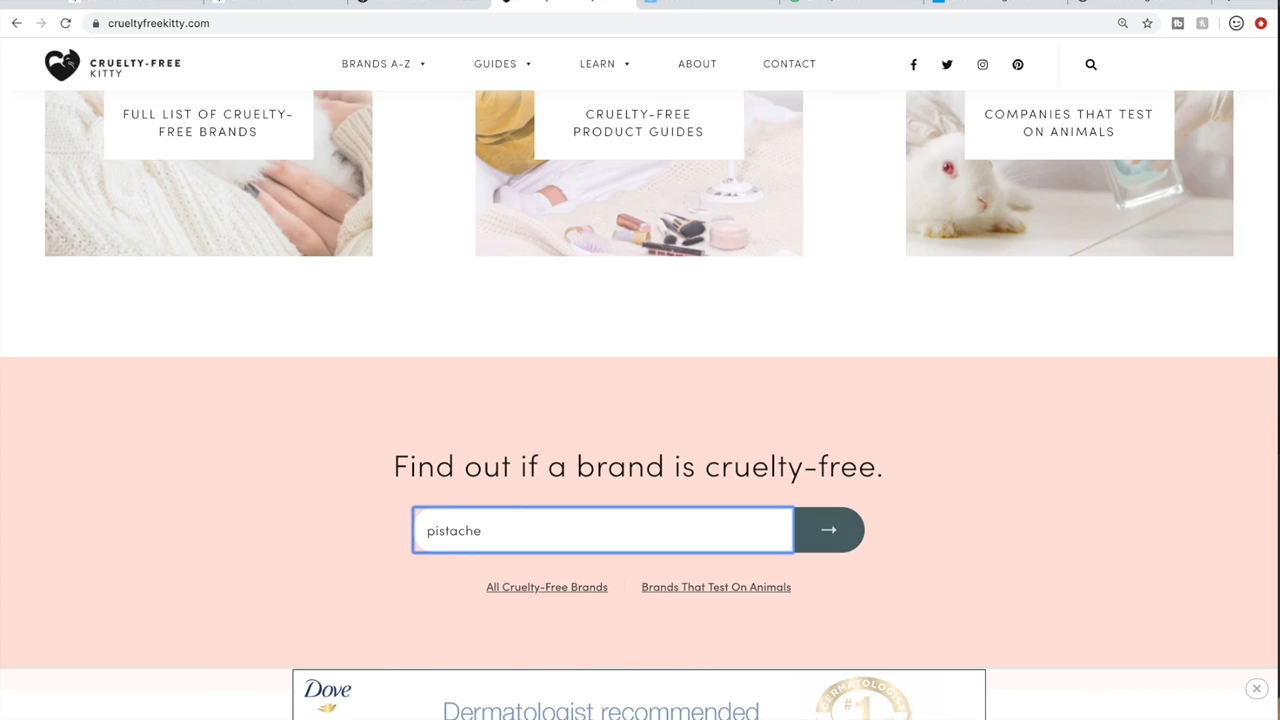 crueltyfreekitty.com
CRUELTY-FREE
KITTY
BRANDS A-Z
GUIDES
LEARN
ABOUT
CONTACT
FULL LIST OF CRUELTY-
FREE BRANDS
CRUELTY-FREE
PRODUCT GUIDES
COMPANIES THAT TEST
ON ANIMALS
Find out if a brand is cruelty-free.
pistache
All Cruelty-Free Brands
Brands That Test On Animals
Dove
Dermatologist recommended
#1